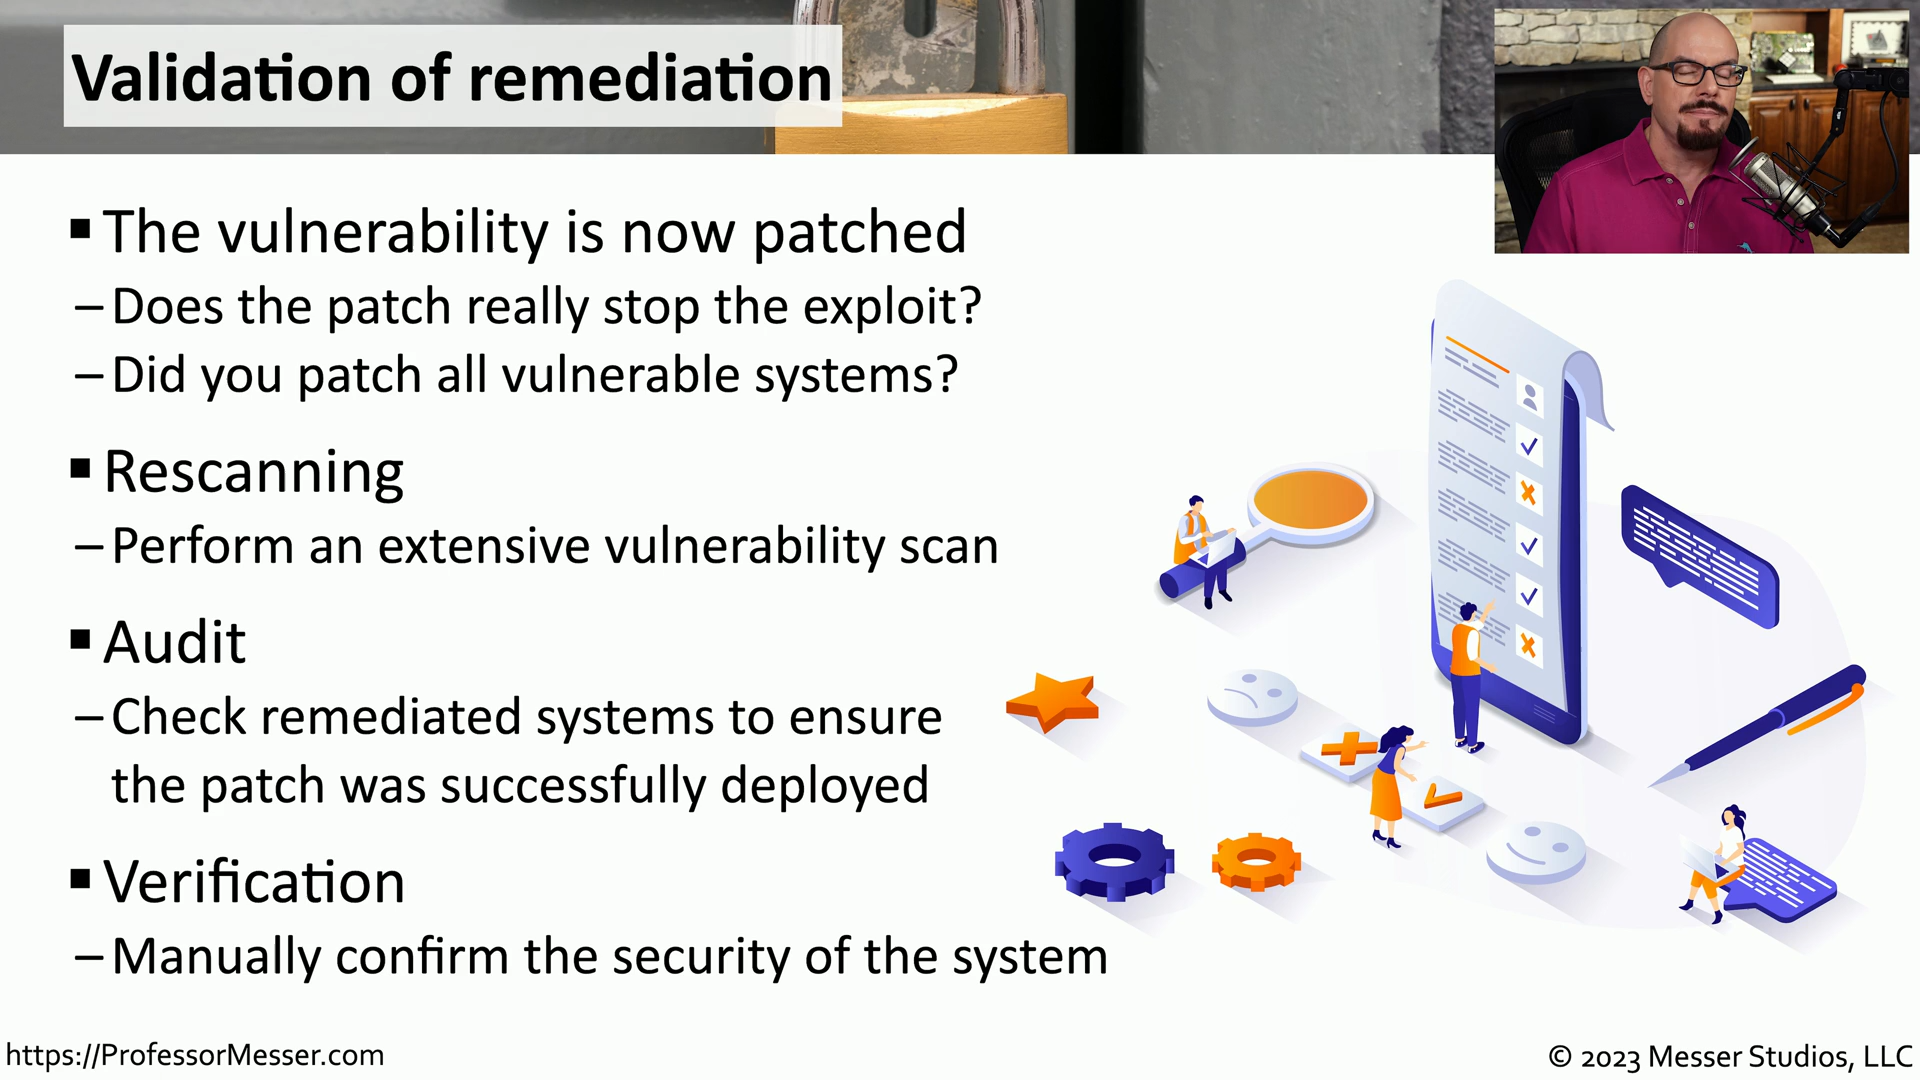 Validation of remediation
▪ The vulnerability is now patched
– Does the patch really stop the exploit?
– Did you patch all vulnerable systems?
▪ Rescanning
– Perform an extensive vulnerability scan
▪ Audit
– Check remediated systems to ensure
the patch was successfully deployed
▪ Verification
– Manually confirm the security of the system
https://ProfessorMesser.com
© 2023 Messer Studios, LLC